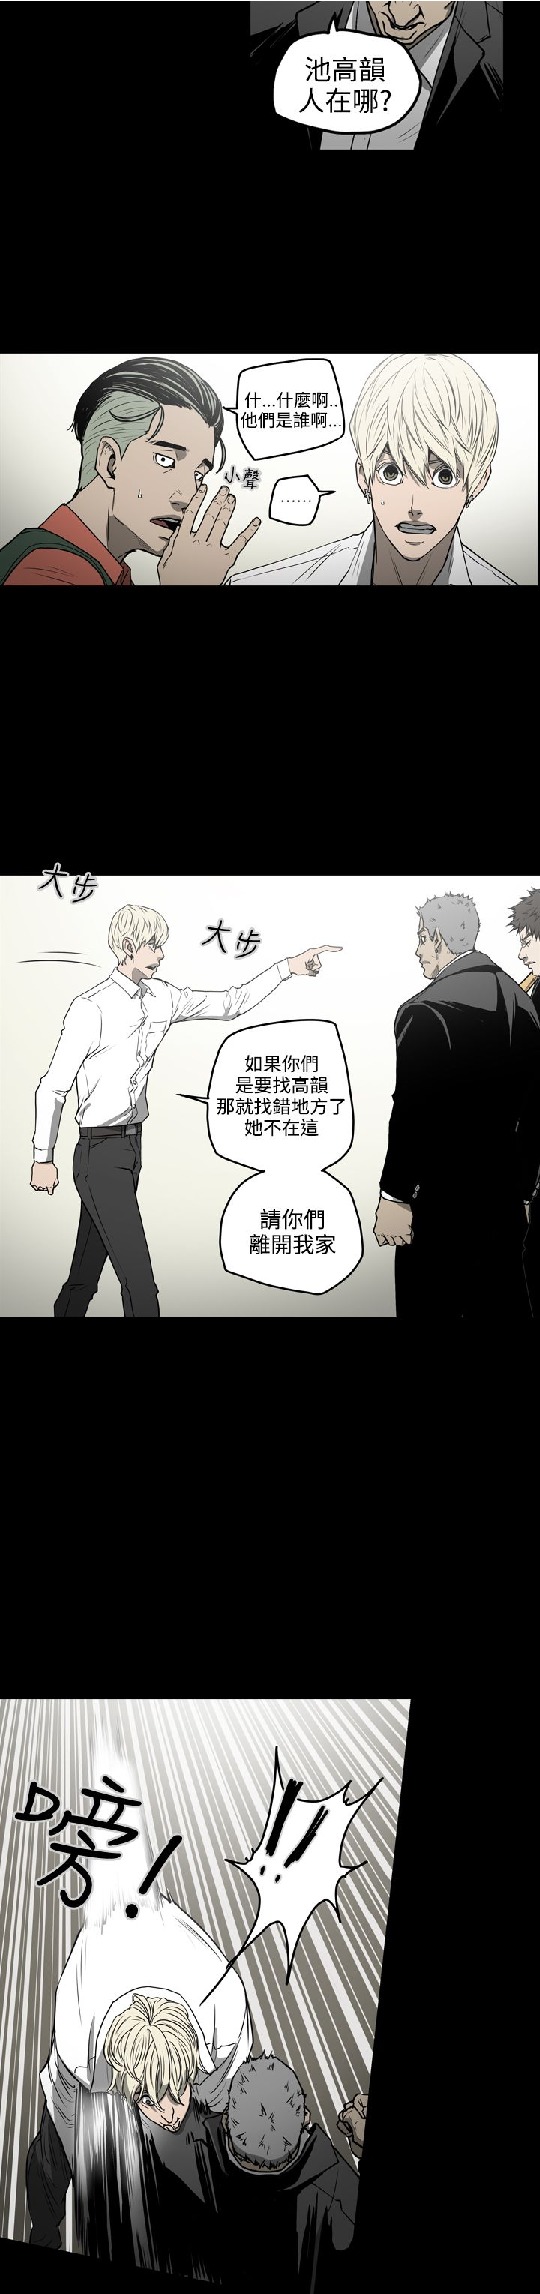 池高韻
人在哪?
什...什麼啊..
他們是誰啊...
小聲
......
大步
大步
如果你們
是要找高韻
那就找錯地方了
她不在這
請你們
離開我家
嗙!
!!